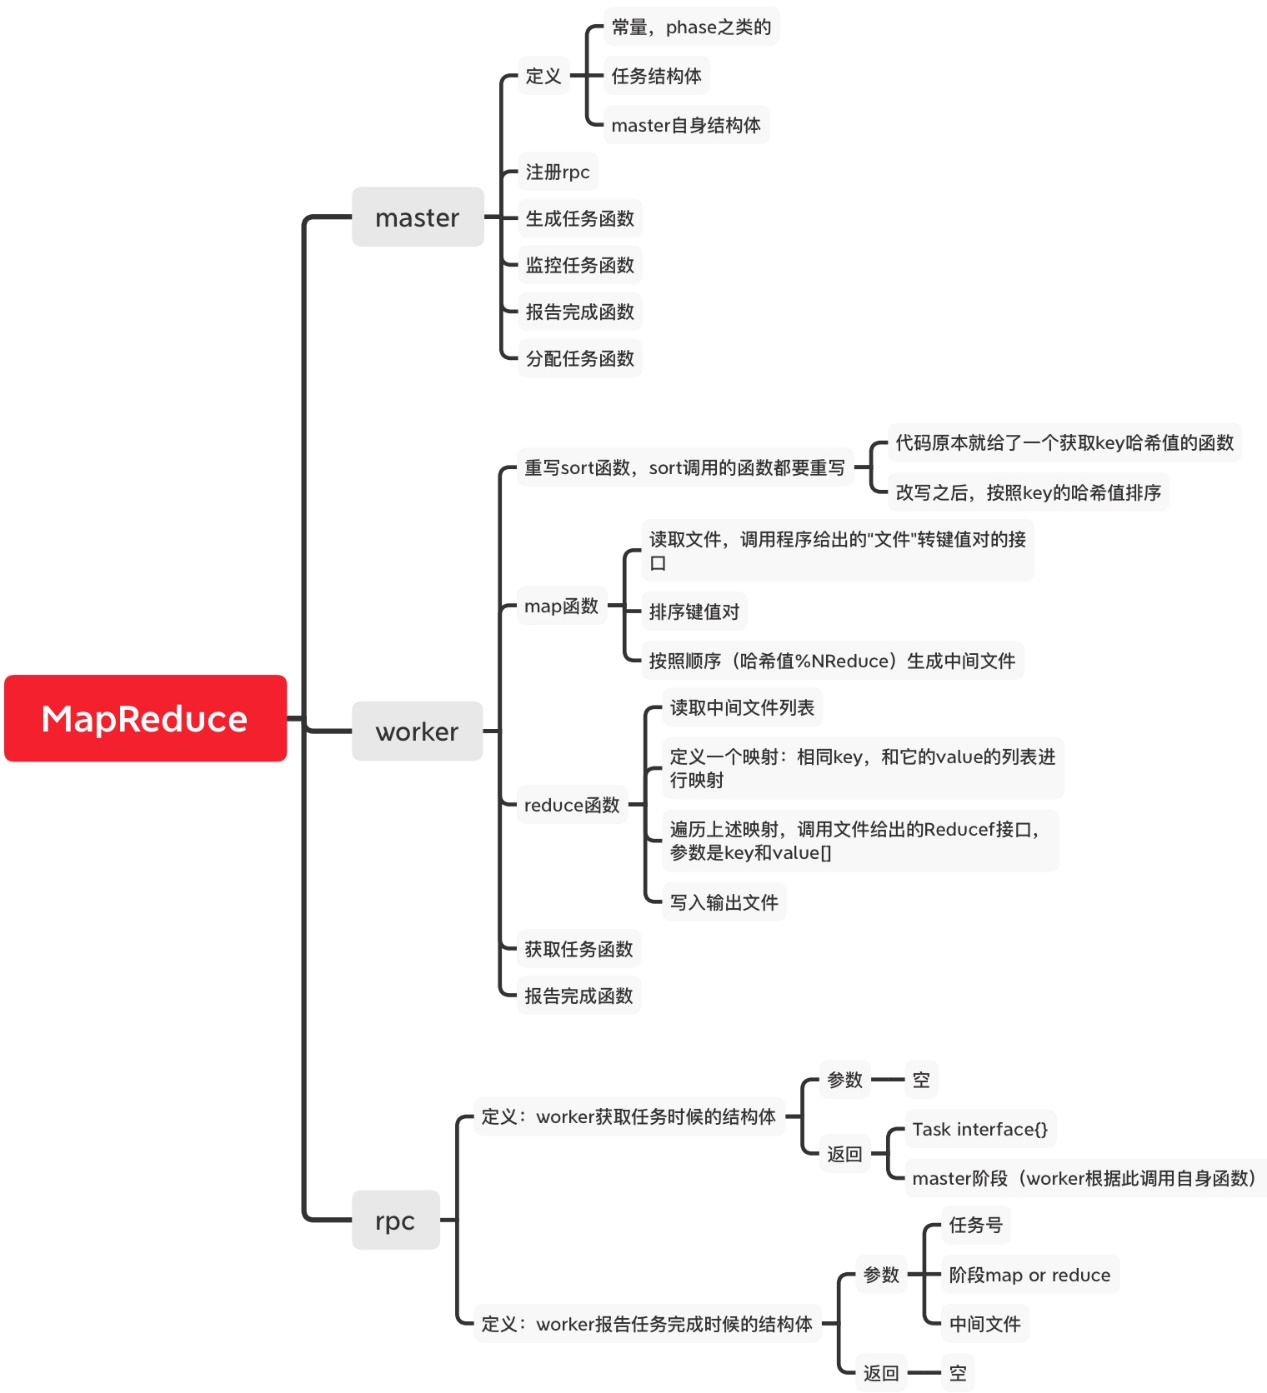 MapReduce
master
定义
常量，phase之类的
任务结构体
master自身结构体
注册rpc
生成任务函数
监控任务函数
报告完成函数
分配任务函数
worker
重写sort函数，sort调用的函数都要重写
代码原本就给了一个获取key哈希值的函数
改写之后，按照key的哈希值排序
map函数
读取文件，调用程序给出的"文件"转键值对的接
口
排序键值对
按照顺序（哈希值%NReduce）生成中间文件
reduce函数
读取中间文件列表
定义一个映射：相同key，和它的value的列表进
行映射
遍历上述映射，调用文件给出的Reducef接口，
参数是key和value[]
写入输出文件
获取任务函数
报告完成函数
rpc
定义：worker获取任务时候的结构体
参数
空
返回
Task interface{}
master阶段（worker根据此调用自身函数）
定义：worker报告任务完成时候的结构体
参数
任务号
阶段map or reduce
中间文件
返回
空